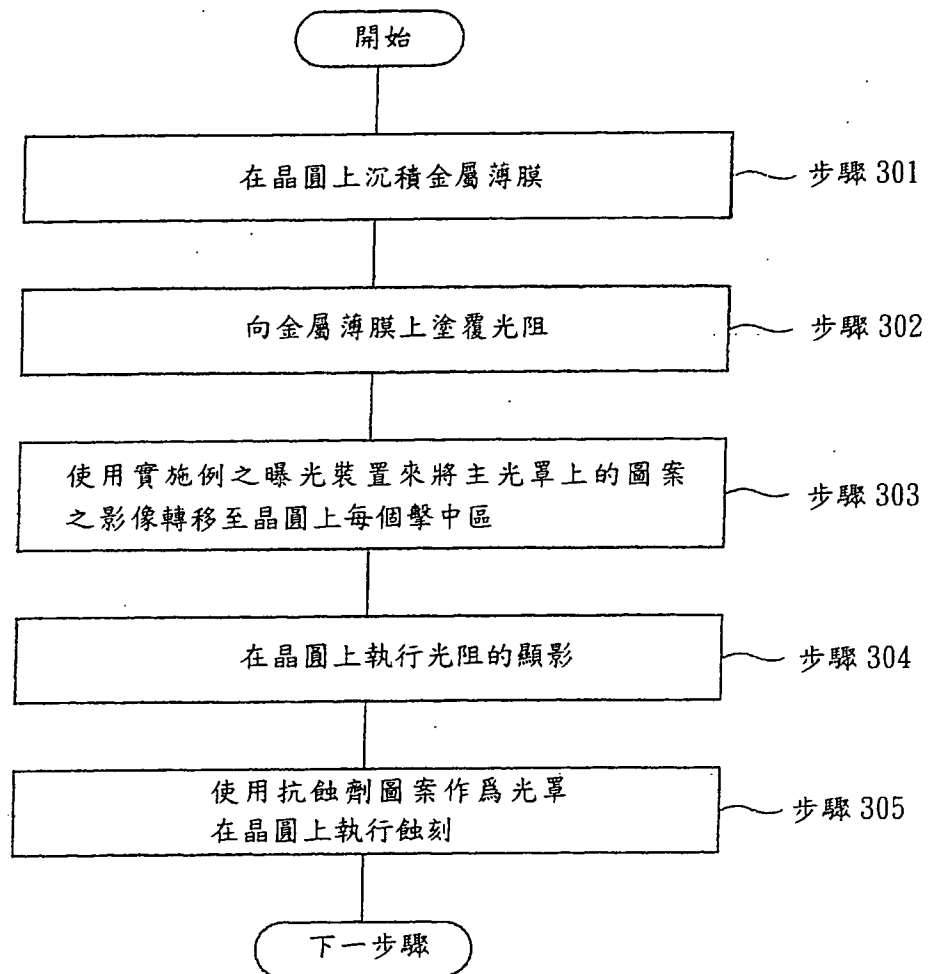 開始
在晶圓上沉積金屬薄膜
步驟 301
向金屬薄膜上塗覆光阻
步驟 302
使用實施例之曝光裝置來將主光罩上的圖案
之影像轉移至晶圓上每個擊中區
步驟 303
在晶圓上執行光阻的顯影
步驟 304
使用抗蝕劑圖案作爲光罩
在晶圓上執行蝕刻
步驟 305
下一步驟